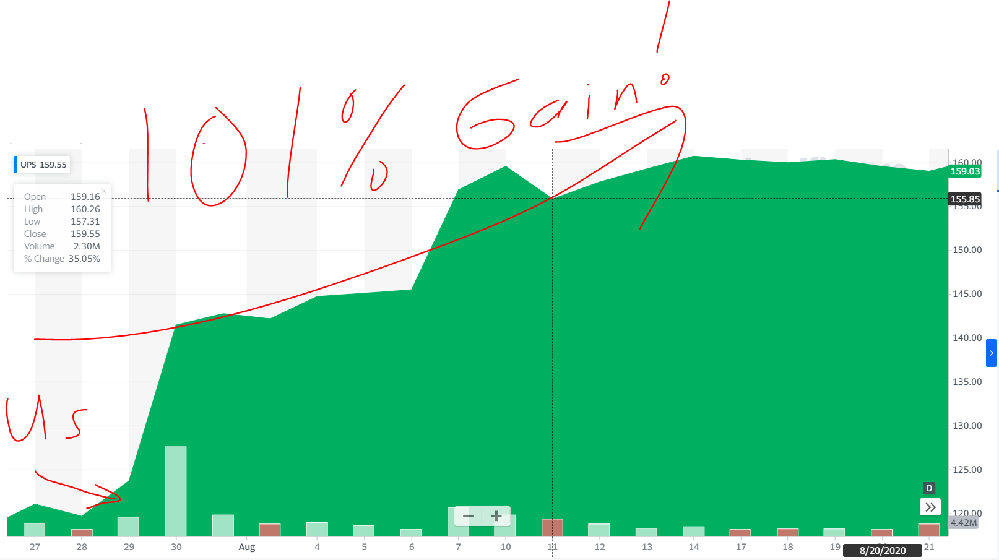 101% Gain!
UPS 159.55
Open 159.16
High 160.26
Low 157.31
Close 159.55
Volume 2.30M
% Change 35.05%
160.00
159.03
155.85
155.00
150.00
145.00
140.00
135.00
130.00
125.00
D
120.00
4.42M
US
− +
27 28 29 30 Aug 4 5 6 7 10 11 12 13 14 17 18 19 21
8/20/2020